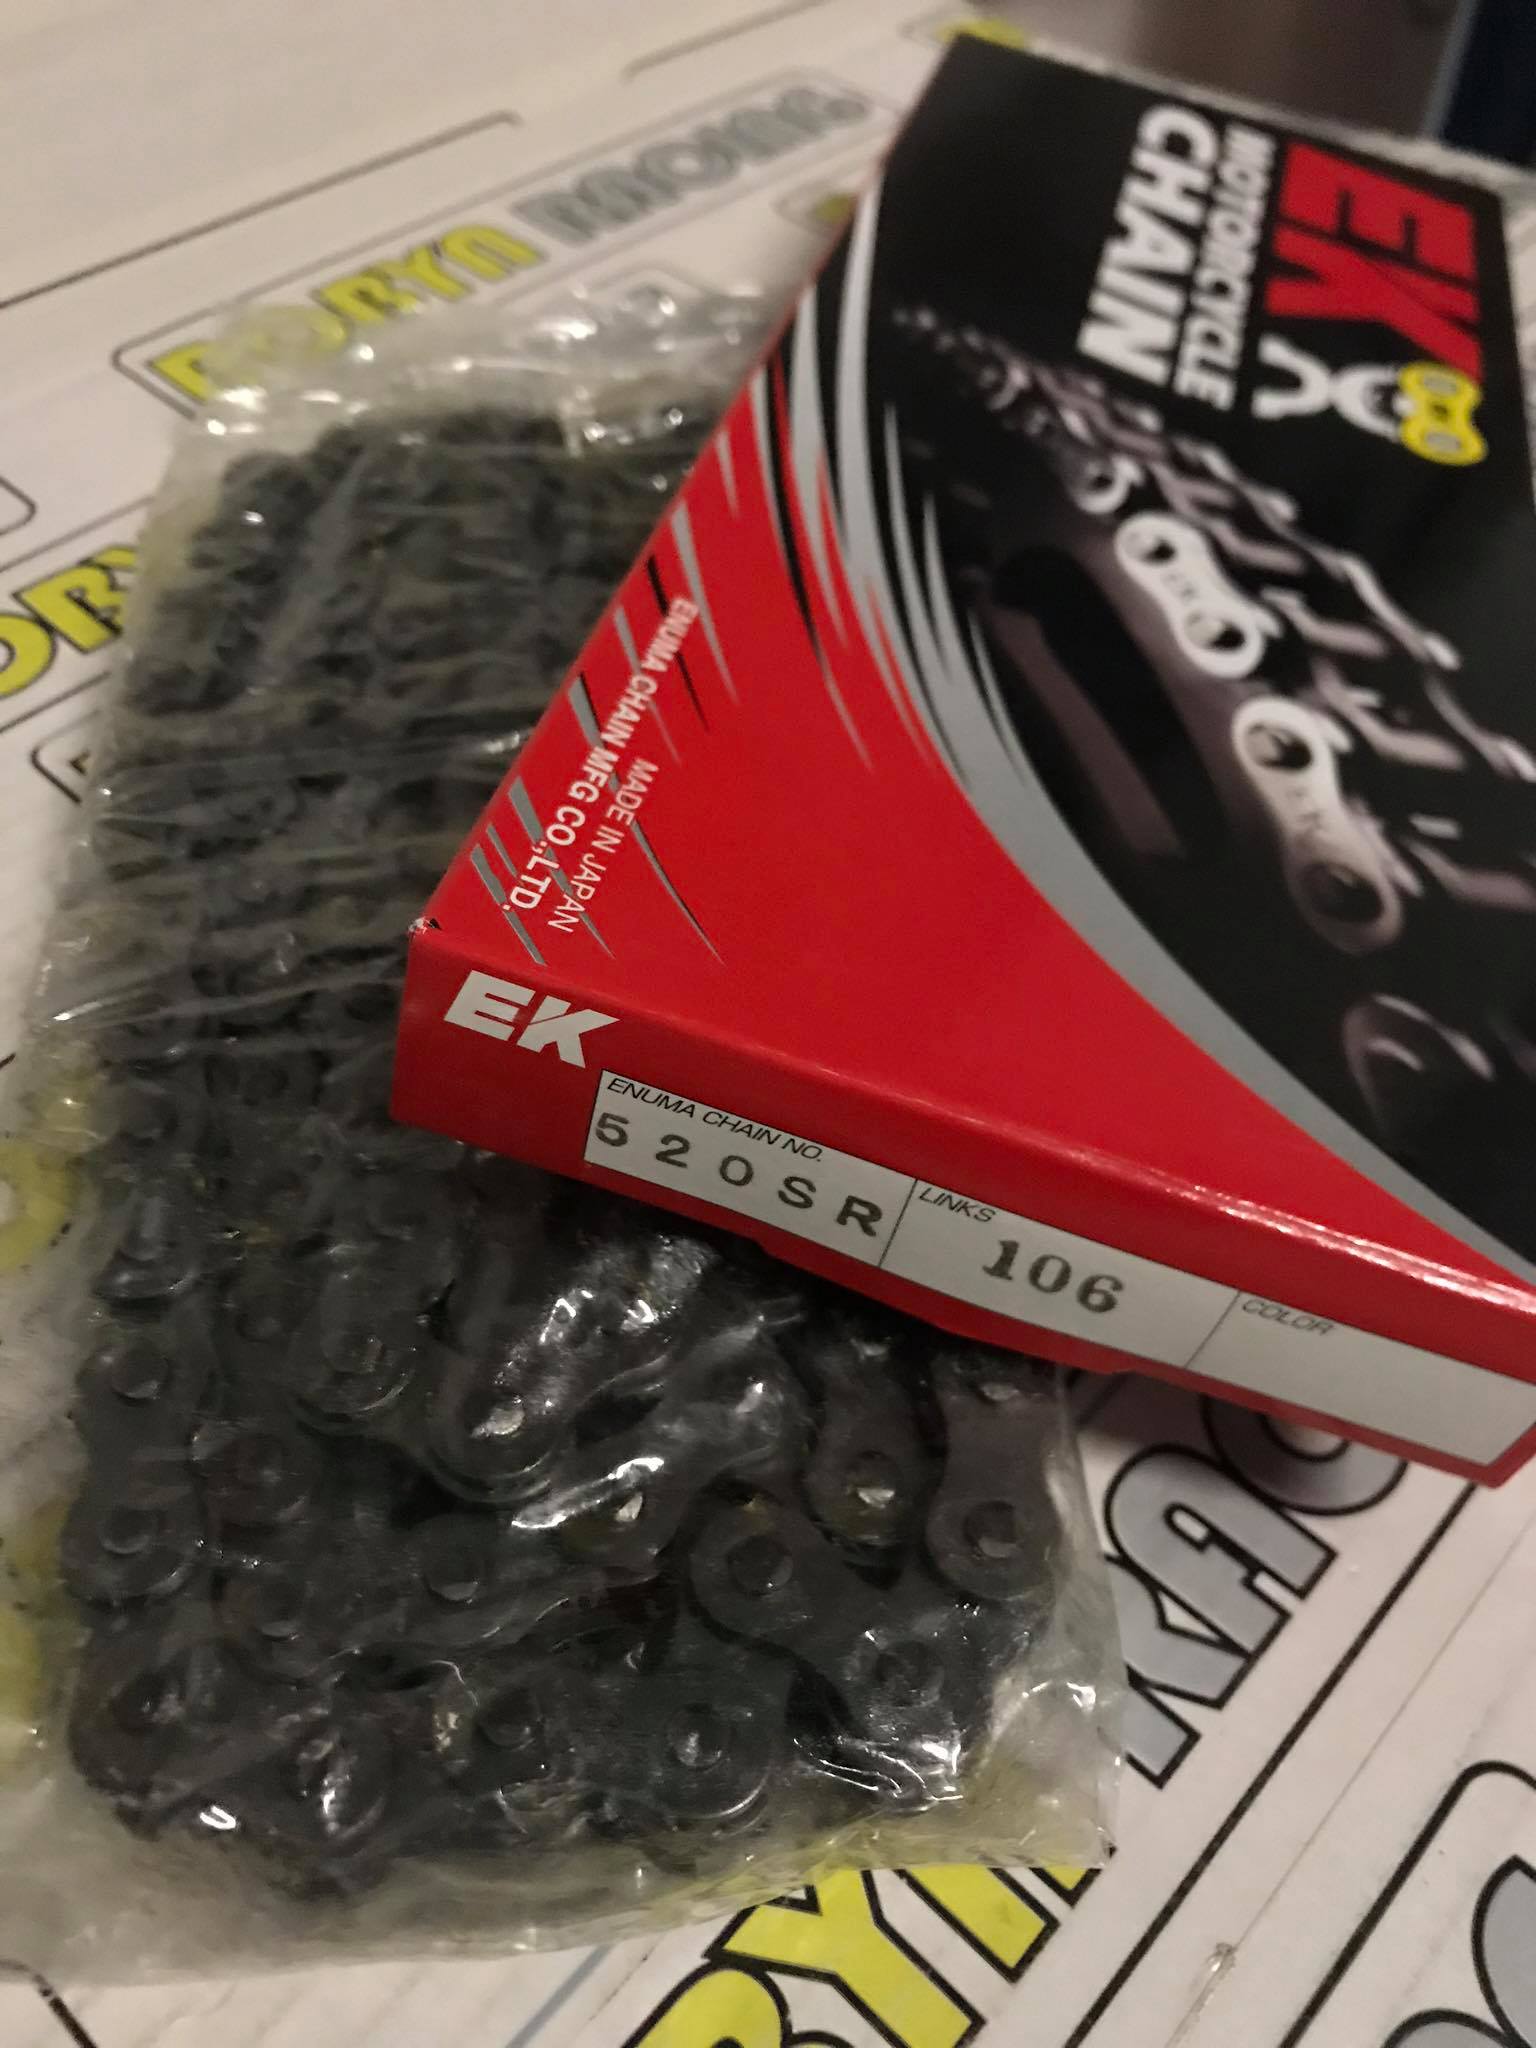 EK
MOTORCYCLE
CHAIN
MADE IN JAPAN
ENUMA CHAIN MFG CO.,LTD.
EK
ENUMA CHAIN NO.
520SR
LINKS
106
COLOR